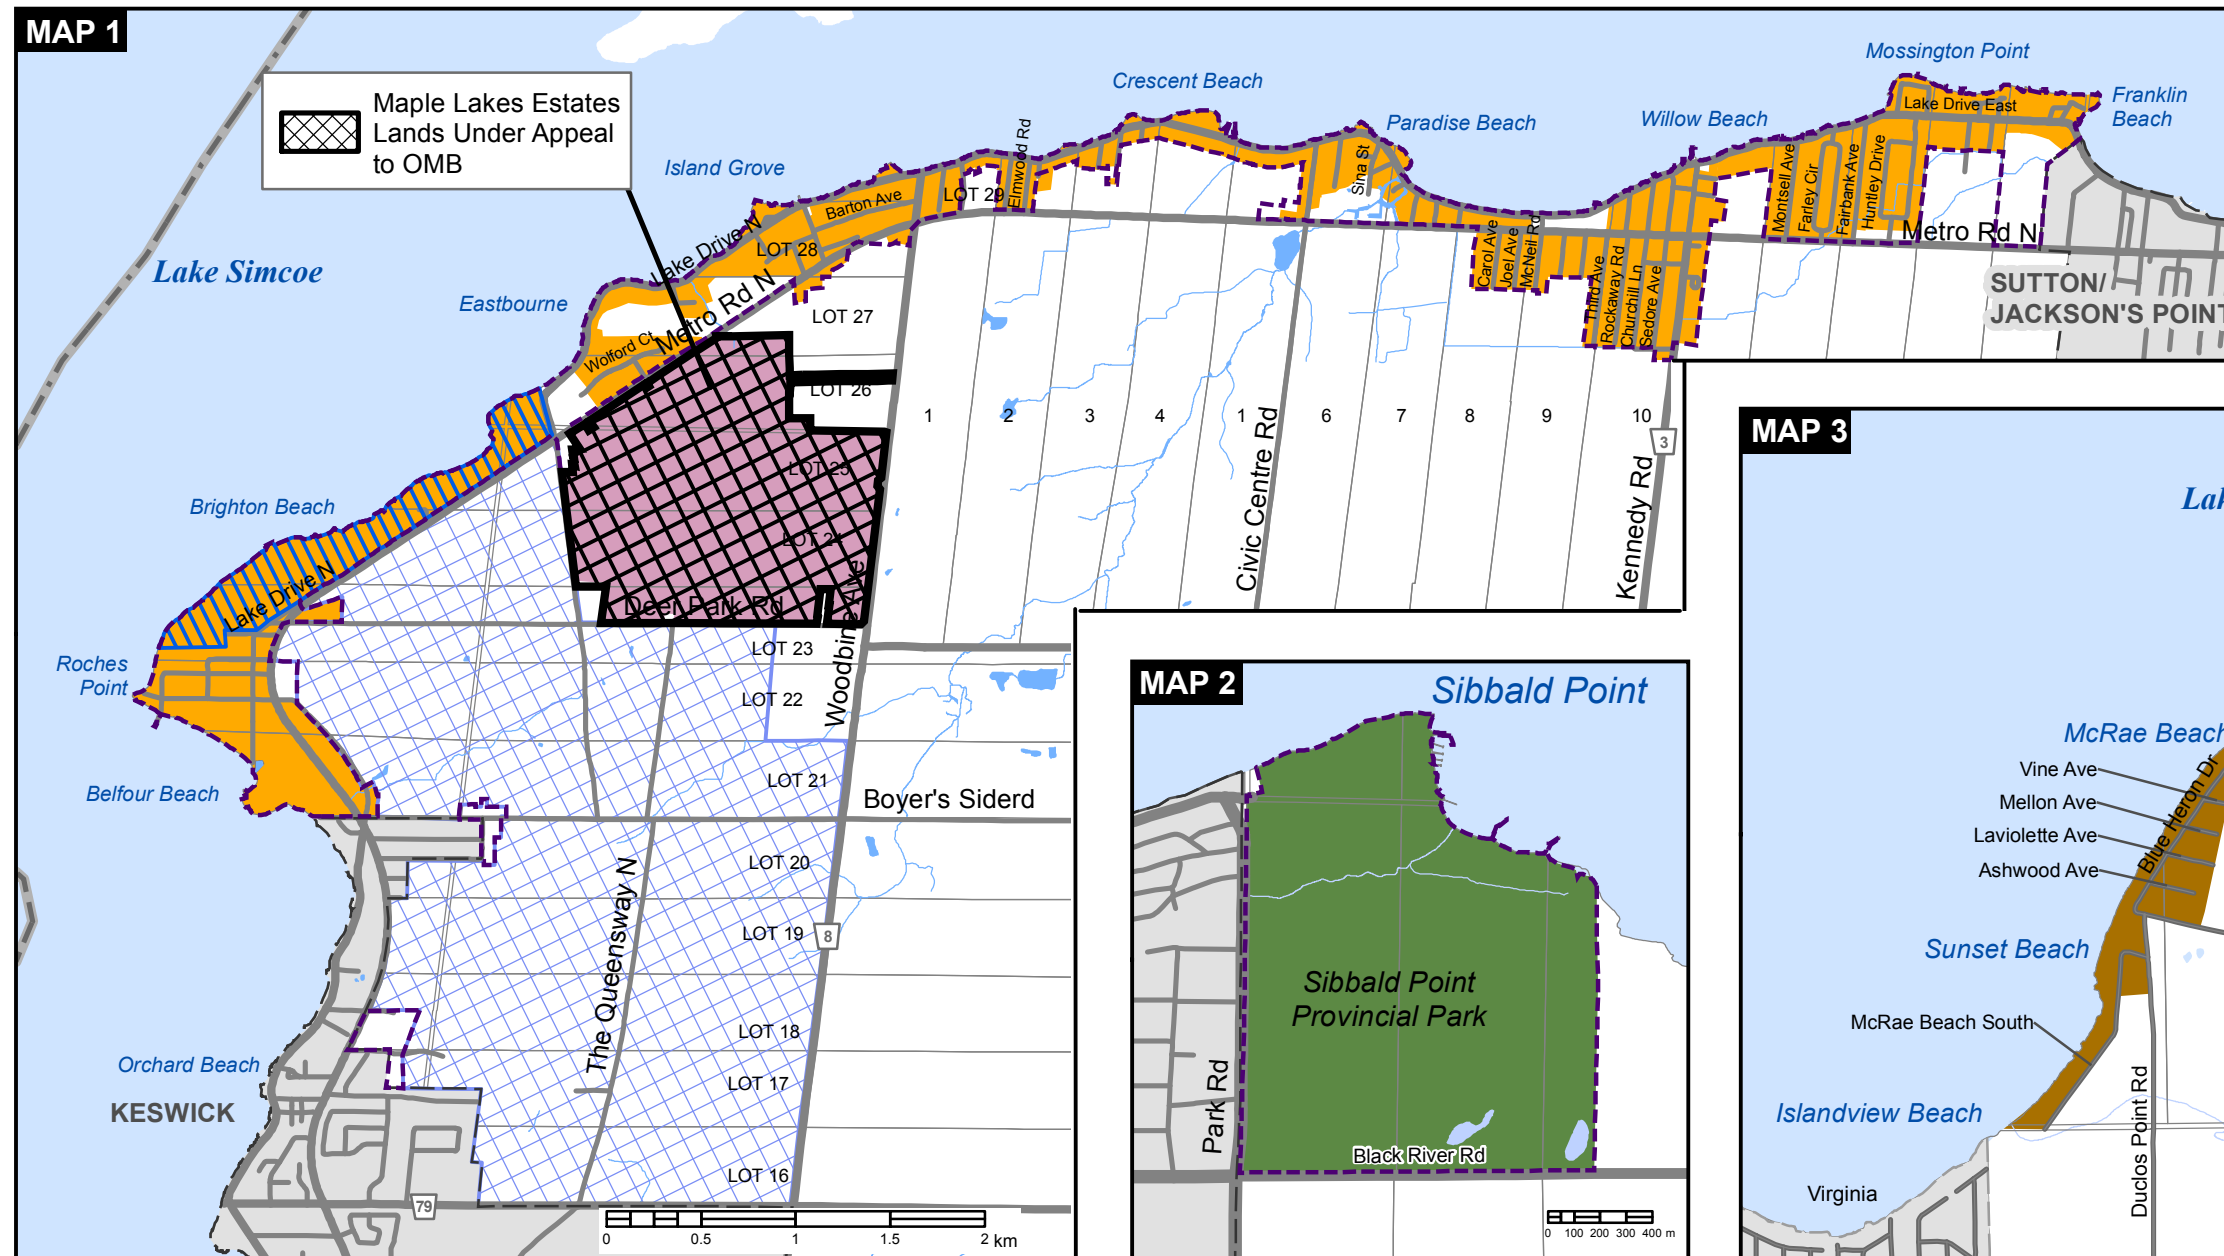 MAP 1
Maple Lakes Estates
Lands Under Appeal
to OMB
Lake Simcoe
Island Grove
Crescent Beach
Paradise Beach
Willow Beach
Mossington Point
Franklin
Beach
Lake Drive East
Eastbourne
Brighton Beach
Roches
Point
Belfour Beach
Orchard Beach
KESWICK
SUTTON/
JACKSON'S POINT
Lake Drive N
Barton Ave
LOT 28
LOT 29
Elmwood Rd
Sina St
Metro Rd N
Wolford Ct
Carol Ave
Joel Ave
McNeil Rd
Third Ave
Rockaway Rd
Churchill Ln
Sedore Ave
Montsell Ave
Farley Cir
Fairbank Ave
Huntley Drive
Metro Rd N
LOT 27
LOT 26
LOT 25
LOT 24
1
2
3
4
1
6
7
8
9
10
3
Civic Centre Rd
Kennedy Rd
Lake Drive N
Deer Park Rd
Woodbine Ave
LOT 23
LOT 22
LOT 21
Boyer's Siderd
LOT 20
LOT 19
8
LOT 18
LOT 17
LOT 16
The Queensway N
79
0
0.5
1
1.5
2 km
MAP 2
Sibbald Point
Sibbald Point
Provincial Park
Park Rd
Black River Rd
0 100 200 300 400 m
MAP 3
McRae Beach
Vine Ave
Mellon Ave
Laviolette Ave
Ashwood Ave
Blue Heron Dr
Sunset Beach
McRae Beach South
Islandview Beach
Duclos Point Rd
Virginia